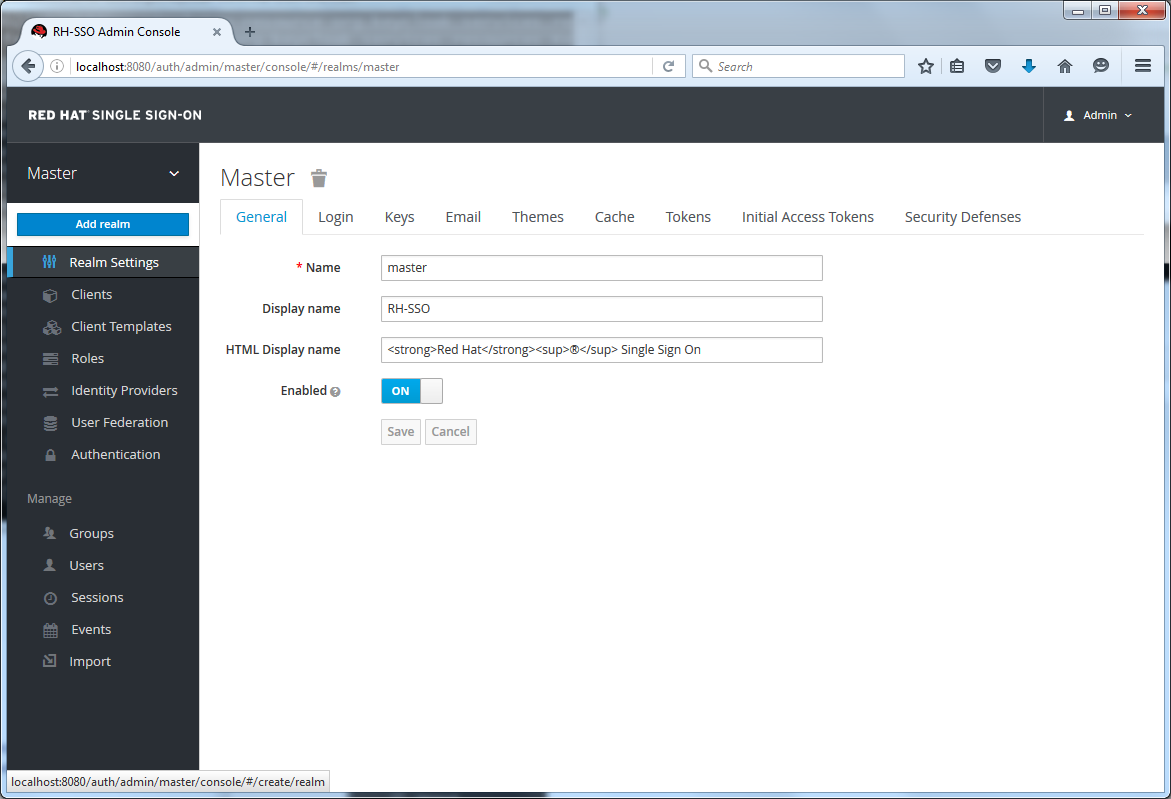 RH-SSO Admin Console
localhost:8080/auth/admin/master/console/#/realms/master
Search
RED HAT® SINGLE SIGN-ON
Admin
Master
Add realm
Realm Settings
Clients
Client Templates
Roles
Identity Providers
User Federation
Authentication
Manage
Groups
Users
Sessions
Events
Import
Master
General Login Keys Email Themes Cache Tokens Initial Access Tokens Security Defenses
* Name master
Display name RH-SSO
HTML Display name <strong>Red Hat</strong><sup>®</sup> Single Sign On
Enabled ON
Save Cancel
localhost:8080/auth/admin/master/console/#/create/realm